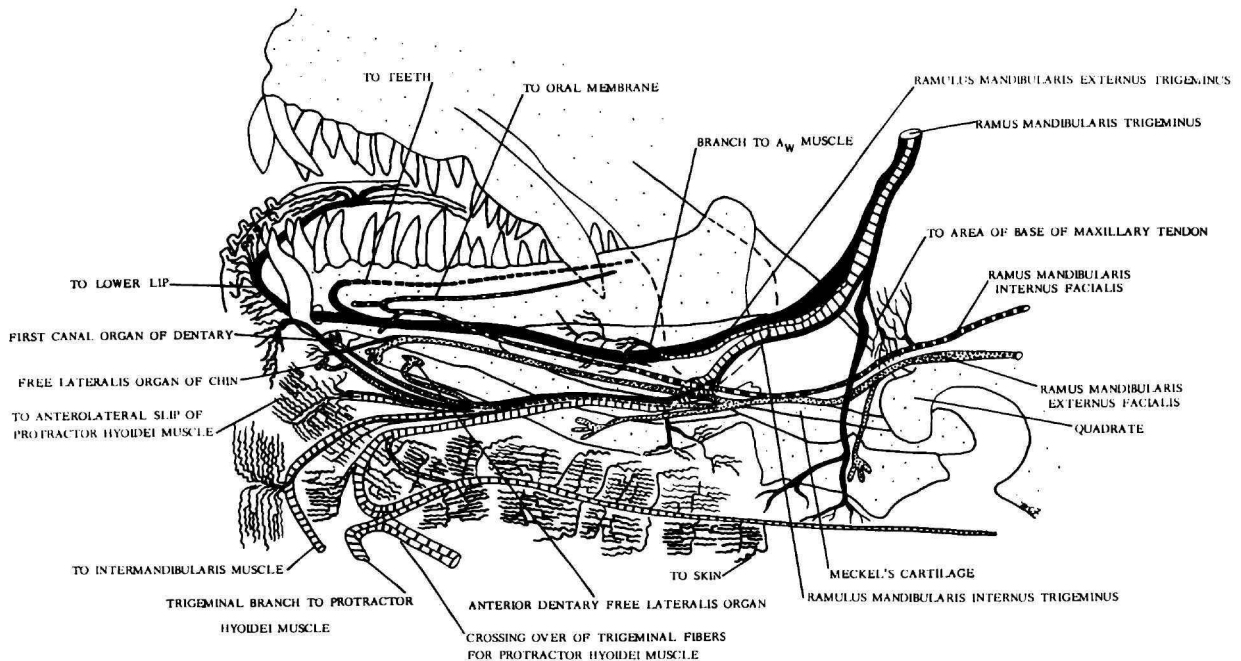 TO TEETH
TO ORAL MEMBRANE
RAMULUS MANDIBULARIS EXTERNUS TRIGEMINUS
RAMUS MANDIBULARIS TRIGEMINUS
BRANCH TO AW MUSCLE
TO AREA OF BASE OF MAXILLARY TENDON
RAMUS MANDIBULARIS
INTERNUS FACIALIS
TO LOWER LIP
FIRST CANAL ORGAN OF DENTARY
FREE LATERALIS ORGAN OF CHIN
RAMUS MANDIBULARIS
EXTERNUS FACIALIS
TO ANTEROLATERAL SLIP OF
PROTRACTOR HYOIDEI MUSCLE
QUADRATE
TO INTERMANDIBULARIS MUSCLE
TO SKIN
MECKEL'S CARTILAGE
TRIGEMINAL BRANCH TO PROTRACTOR
HYOIDEI MUSCLE
ANTERIOR DENTARY FREE LATERALIS ORGAN
RAMULUS MANDIBULARIS INTERNUS TRIGEMINUS
CROSSING OVER OF TRIGEMINAL FIBERS
FOR PROTRACTOR HYOIDEI MUSCLE